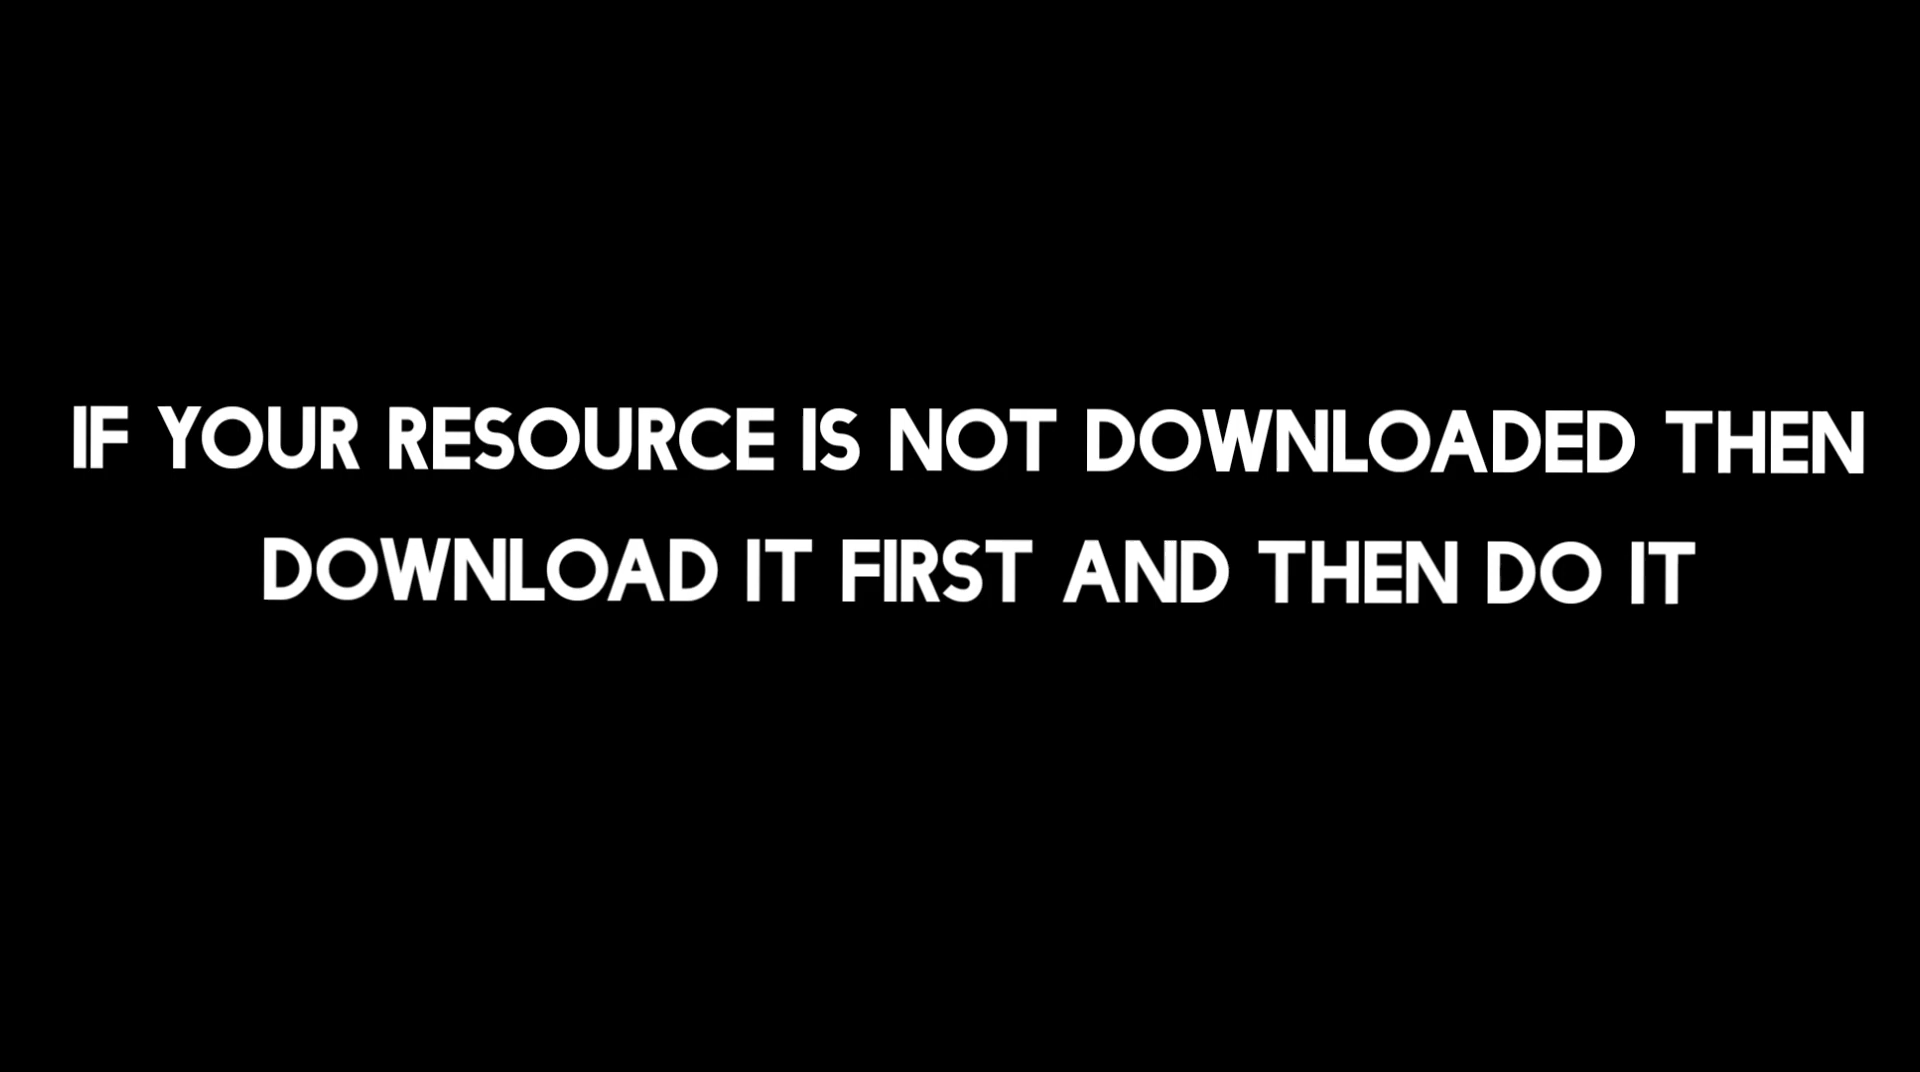 IF YOUR RESOURCE IS NOT DOWNLOADED THEN
DOWNLOAD IT FIRST AND THEN DO IT